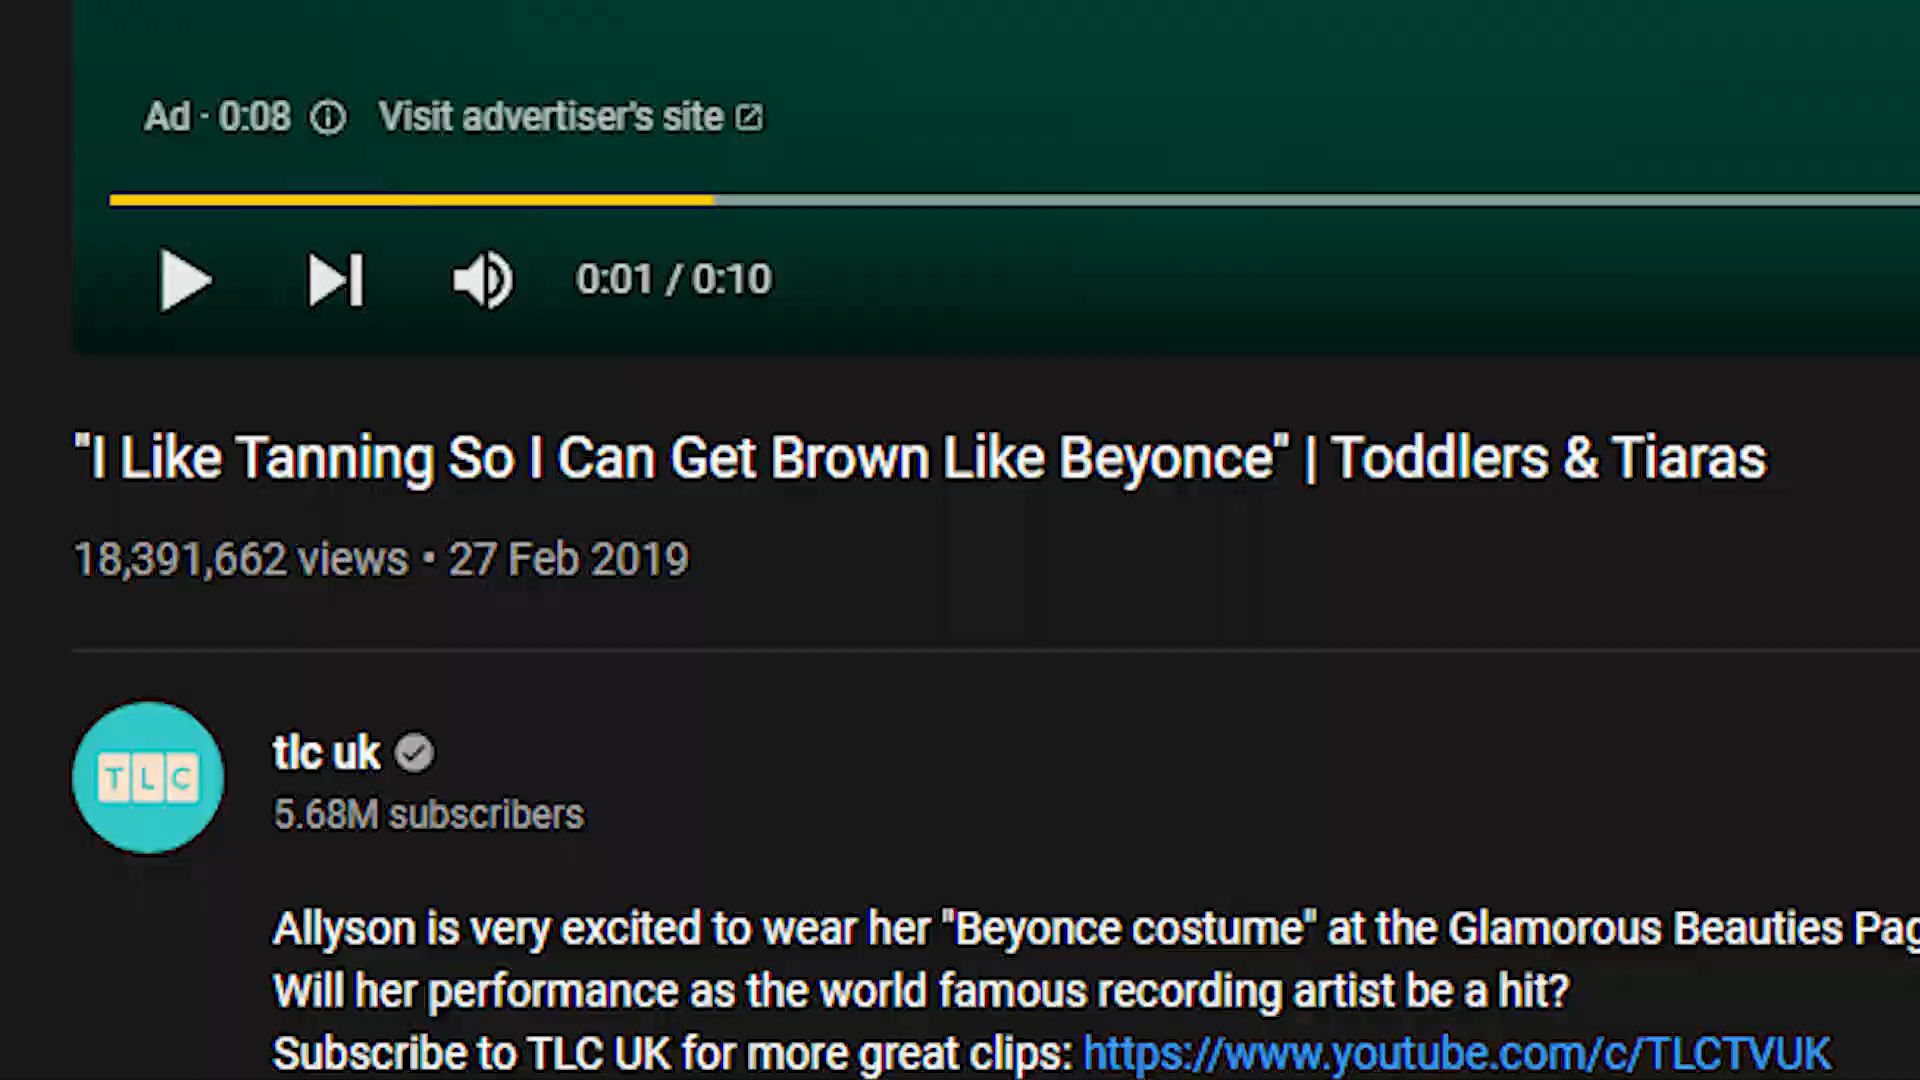 Ad · 0:08 Visit advertiser's site
0:01 / 0:10
"I Like Tanning So I Can Get Brown Like Beyonce" | Toddlers & Tiaras
18,391,662 views • 27 Feb 2019
TLC
tlc uk
5.68M subscribers
Allyson is very excited to wear her "Beyonce costume" at the Glamorous Beauties
Will her performance as the world famous recording artist be a hit?
Subscribe to TLC UK for more great clips: https://www.youtube.com/c/TLCTVUK